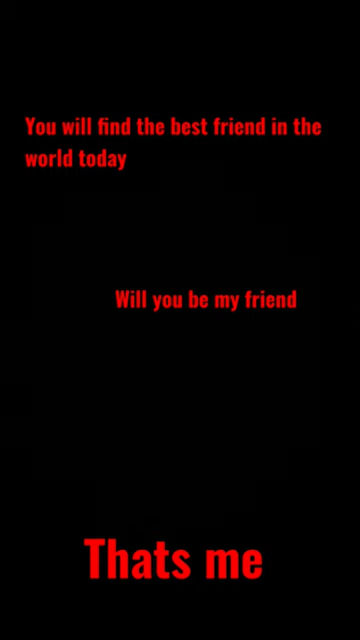 You will find the best friend in the
world today
Will you be my friend
Thats me